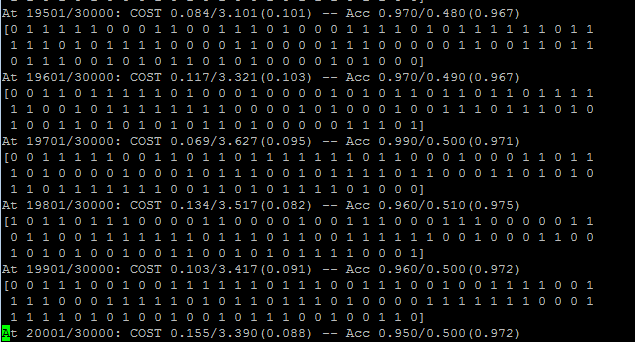 At 19501/30000: COST 0.084/3.101(0.101) -- Acc 0.970/0.480(0.967)
[0 1 1 1 1 1 0 0 0 1 1 0 0 1 1 0 1 0 0 0 1 1 1 1 0 1 0 1 1 1 1 1 1 0 1 1
 0 0 0 0 0 0 1 1 0 1 1 1 1 0 1 0 1 1 1 0 1 0 1 1 1 0 0 0 0 0 1 1 0 0 1 1
 0 1 1 1 0 0 1 1 0 1 0 1 0 1 0 1 1 0 1 0 1 1 0 0 0]
At 19601/30000: COST 0.117/3.321(0.103) -- Acc 0.970/0.490(0.967)
[0 0 1 1 0 1 1 1 1 1 0 1 0 0 0 0 1 0 1 0 1 1 0 1 1 0 1 1 0 1 1 0 1 1 1 1
 1 1 0 0 1 0 1 1 1 1 1 1 1 0 0 0 0 1 0 1 0 0 0 1 0 0 1 1 1 0 1 1 1 0 1 0
 1 0 0 1 1 0 1 0 1 0 1 0 1 1 0 1 0 0 0 0 0 1 1 1 0 1]
At 19701/30000: COST 0.069/3.627(0.095) -- Acc 0.990/0.500(0.971)
[0 0 1 1 1 1 1 0 0 1 1 0 1 1 0 1 1 1 1 1 1 1 0 1 1 0 0 0 1 0 0 0 1 1 0 1 1
 1 0 1 0 0 0 0 1 0 1 1 1 0 1 0 1 0 1 0 0 0 1 1 1 0 0 0 1 1 0 1 0 1 0
 1 1 0 1 1 1 1 1 1 1 0 0 1 1 0 1 1 1 1 0 1 0 0 0]
At 19801/30000: COST 0.134/3.517(0.082) -- Acc 0.960/0.510(0.975)
[1 0 1 0 1 1 1 0 0 0 0 1 1 0 0 0 0 1 0 0 1 1 1 0 0 0 1 1 0 0 0 0 0 1 1 0
 1 1 0 1 1 0 0 1 1 1 1 1 1 1 0 1 1 1 0 1 1 0 0 1 1 1 1 1 1 0 0 1 0 0 0 1 1 0 0
 0 1 0 1 1 0 1 0 1 1 0 0 1 0 1 1 0 1 0 1 1 1 1 0 0 0 1]
At 19901/30000: COST 0.103/3.417(0.091) -- Acc 0.960/0.500(0.972)
[0 0 1 1 1 0 0 1 1 0 0 1 1 1 1 1 0 1 1 1 0 1 1 0 0 1 0 0 1 1 1 1 0 0 1
 1 1 1 0 0 0 1 1 1 1 0 1 0 1 1 1 0 1 0 1 0 0 0 0 1 1 1 1 1 1 1 0 0 0 1
 1 1 1 1 0 1 0 1 0 0 1 0 1 0 1 1 1 0 0 1 0 0 1 1 0]
At 20001/30000: COST 0.155/3.390(0.088) -- Acc 0.950/0.500(0.972)